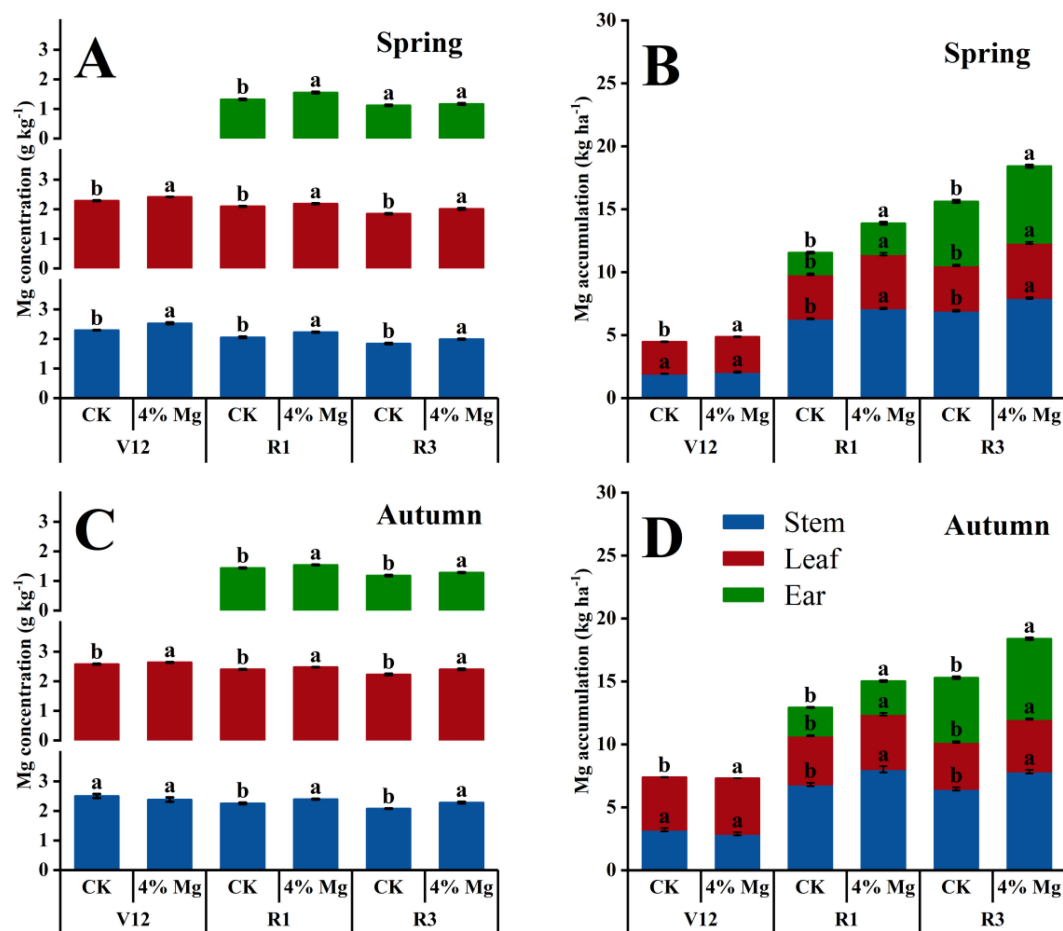 A
Spring
Mg concentration (g kg⁻¹)
3
2
1
0
b
a
a
a
3
2
1
0
b
a
b
a
b
a
3
2
1
0
b
a
b
a
b
a
CK
4% Mg
CK
4% Mg
CK
4% Mg
V12
R1
R3
B
Spring
Mg accumulation (kg ha⁻¹)
30
25
20
15
10
5
0
b
a
a
a
b
b
b
a
a
a
b
b
b
a
a
a
CK
4% Mg
CK
4% Mg
CK
4% Mg
V12
R1
R3
C
Autumn
Mg concentration (g kg⁻¹)
3
2
1
0
b
a
b
a
3
2
1
0
b
a
b
a
b
a
3
2
1
0
a
a
b
a
b
a
CK
4% Mg
CK
4% Mg
CK
4% Mg
V12
R1
R3
D
Autumn
Stem
Leaf
Ear
Mg accumulation (kg ha⁻¹)
30
25
20
15
10
5
0
b
a
a
a
b
b
b
a
a
a
b
b
b
a
a
a
CK
4% Mg
CK
4% Mg
CK
4% Mg
V12
R1
R3